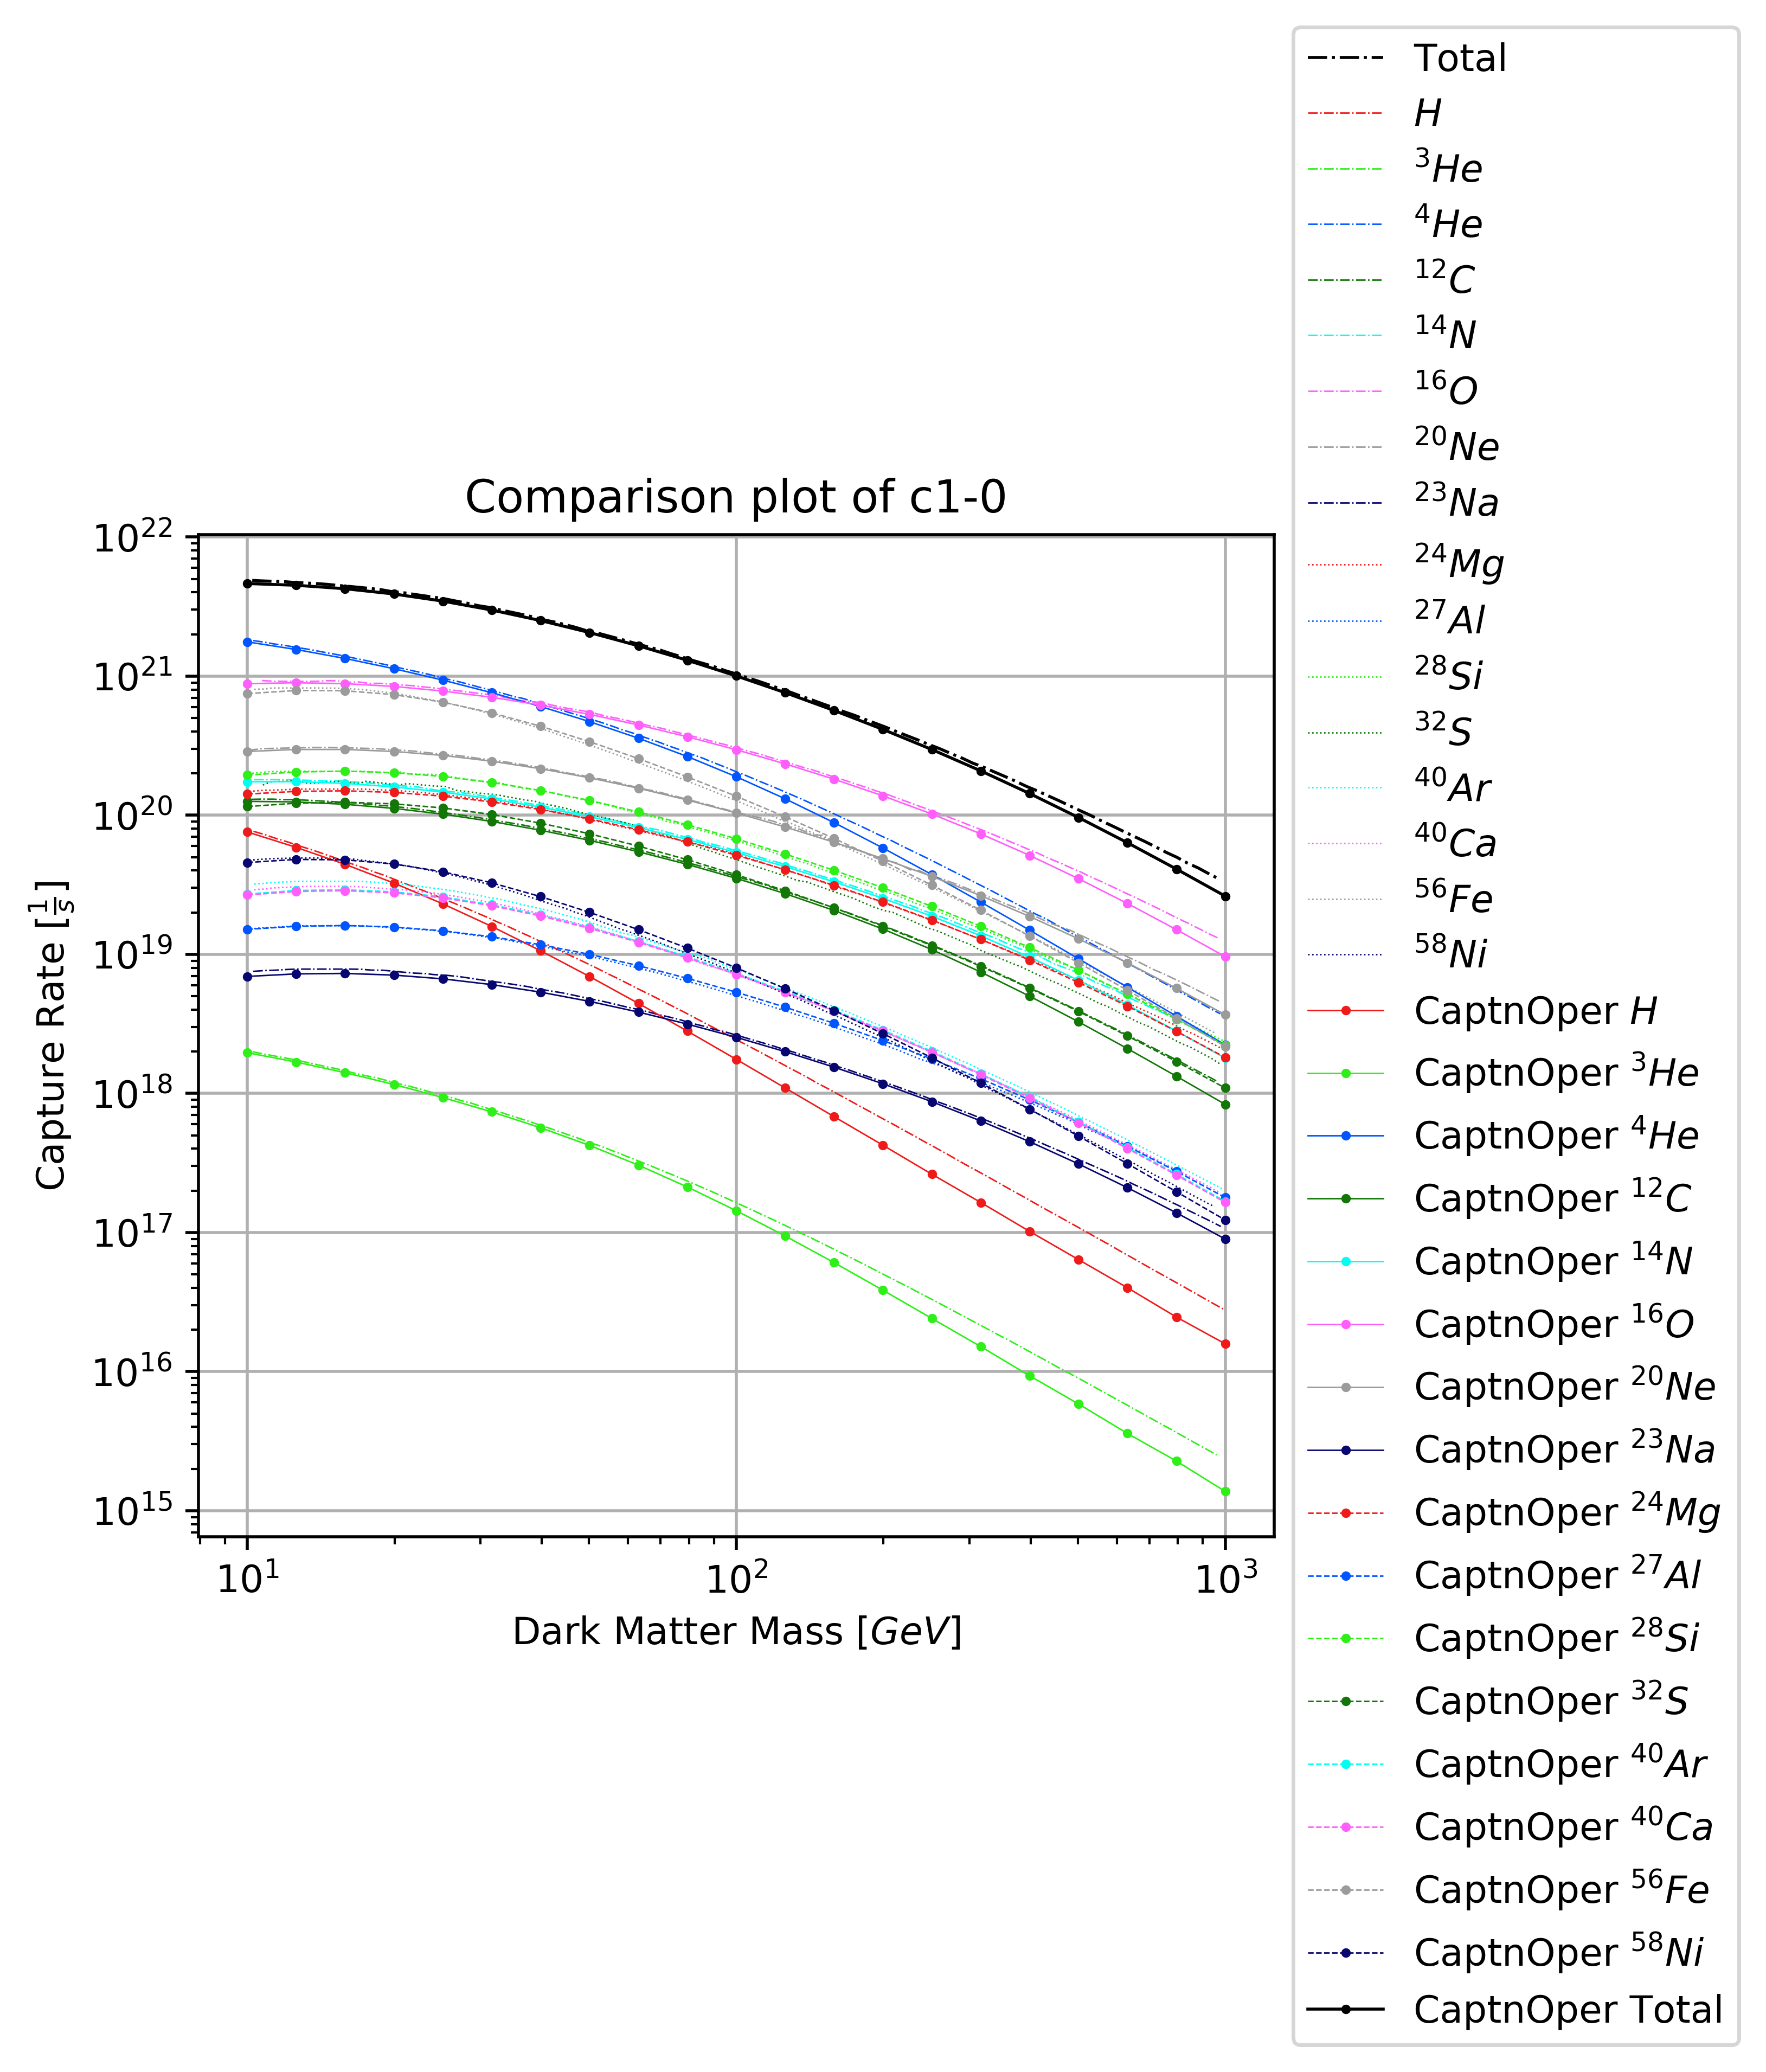 Comparison plot of c1-0
Capture Rate [1/s]
10^22
10^21
10^20
10^19
10^18
10^17
10^16
10^15
10^1 10^2 10^3
Dark Matter Mass [GeV]
Total
H
^3He
^4He
^12C
^14N
^16O
^20Ne
^23Na
^24Mg
^27Al
^28Si
^32S
^40Ar
^40Ca
^56Fe
^58Ni
CaptnOper H
CaptnOper ^3He
CaptnOper ^4He
CaptnOper ^12C
CaptnOper ^14N
CaptnOper ^16O
CaptnOper ^20Ne
CaptnOper ^23Na
CaptnOper ^24Mg
CaptnOper ^27Al
CaptnOper ^28Si
CaptnOper ^32S
CaptnOper ^40Ar
CaptnOper ^40Ca
CaptnOper ^56Fe
CaptnOper ^58Ni
CaptnOper Total